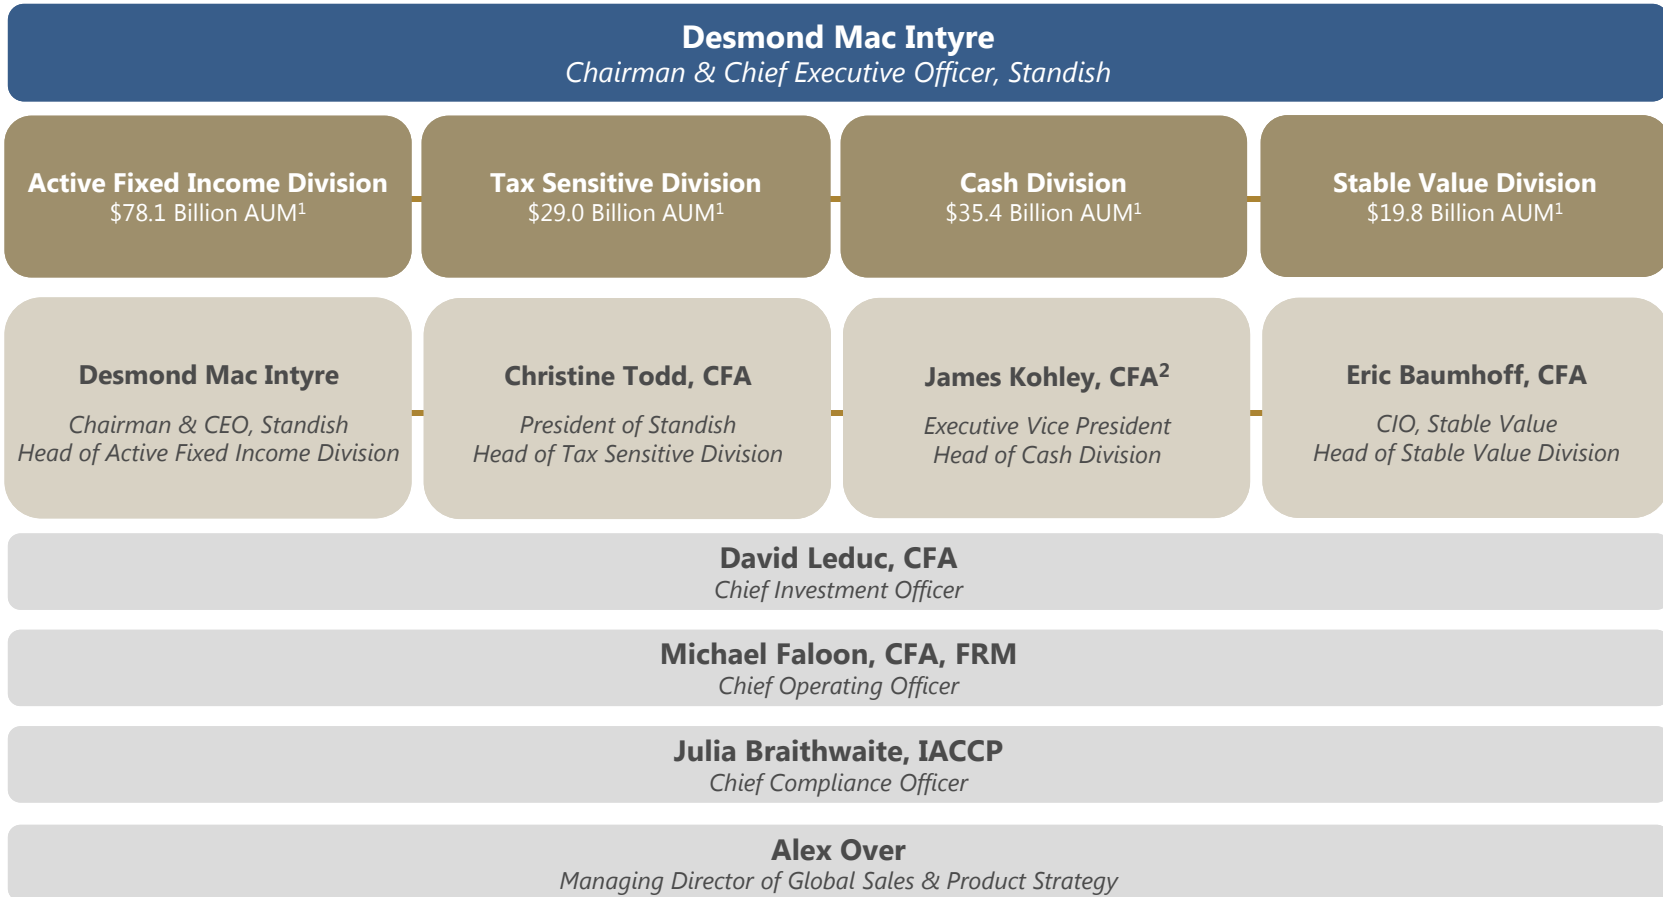 Desmond Mac Intyre
Chairman & Chief Executive Officer, Standish
Active Fixed Income Division
$78.1 Billion AUM¹
Tax Sensitive Division
$29.0 Billion AUM¹
Cash Division
$35.4 Billion AUM¹
Stable Value Division
$19.8 Billion AUM¹
Desmond Mac Intyre
Chairman & CEO, Standish
Head of Active Fixed Income Division
Christine Todd, CFA
President of Standish
Head of Tax Sensitive Division
James Kohley, CFA²
Executive Vice President
Head of Cash Division
Eric Baumhoff, CFA
CIO, Stable Value
Head of Stable Value Division
David Leduc, CFA
Chief Investment Officer
Michael Faloon, CFA, FRM
Chief Operating Officer
Julia Braithwaite, IACCP
Chief Compliance Officer
Alex Over
Managing Director of Global Sales & Product Strategy